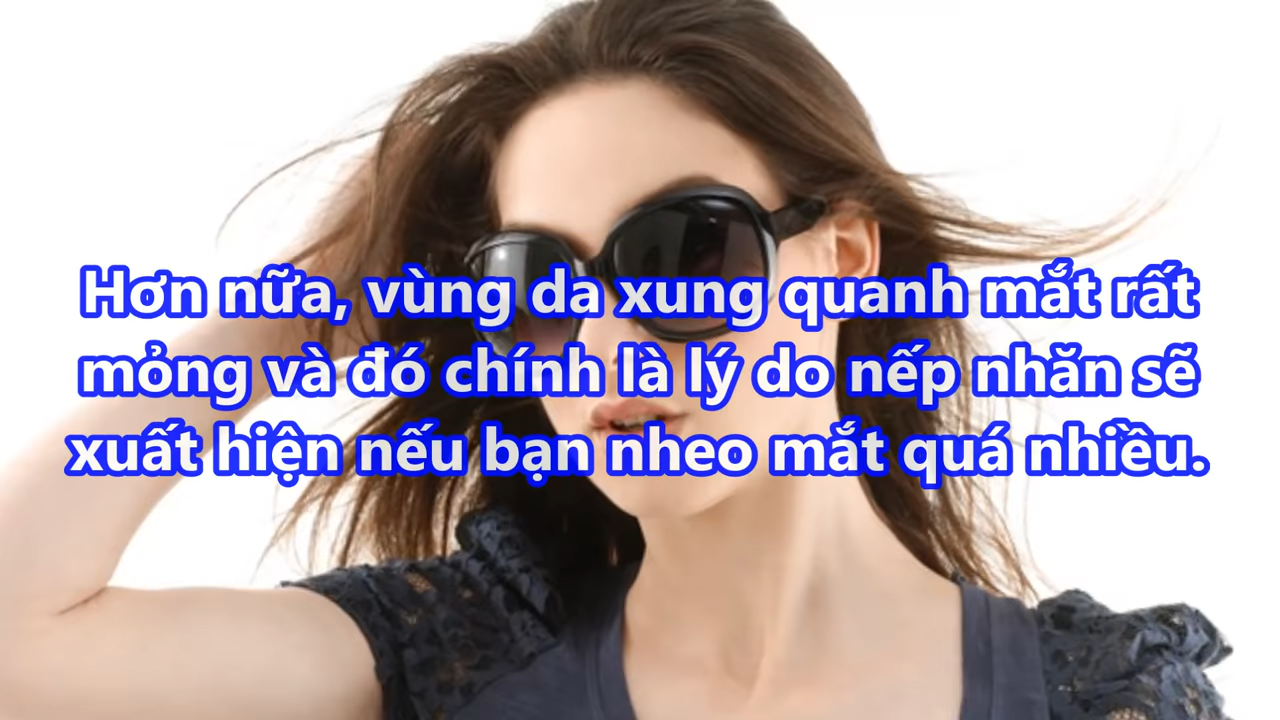 Hơn nữa, vùng da xung quanh mắt rất
mỏng và đó chính là lý do nếp nhăn sẽ
xuất hiện nếu bạn nheo mắt quá nhiều.